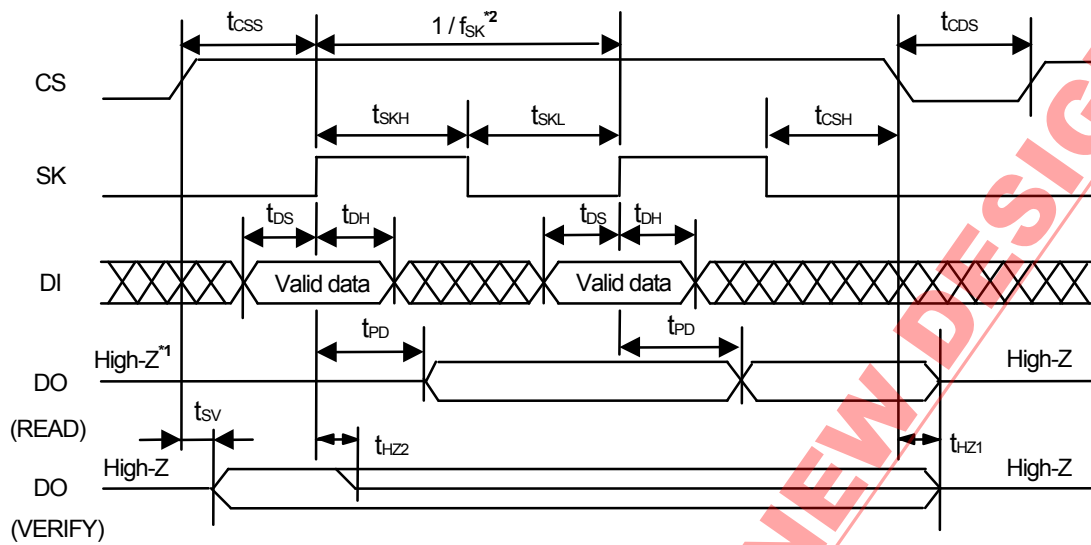 tCSS 1 / fSK*2 tCDS
CS
tSKH tSKL tCSH
SK
tDS tDH tDS tDH
DI Valid data Valid data
tPD tPD
High-Z*1 High-Z
DO
(READ)
tSV tHZ2 tHZ1
High-Z High-Z
DO
(VERIFY)
NEW DESIG